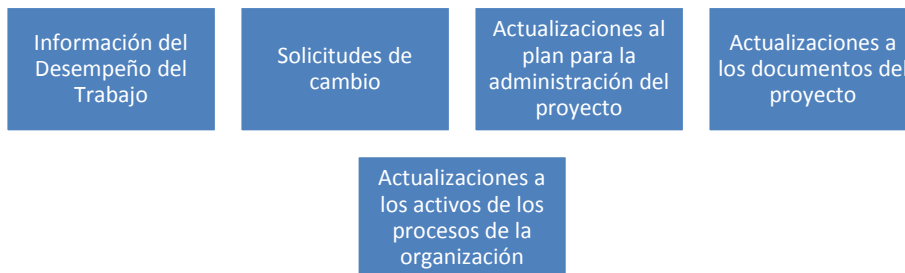 Información del
Desempeño del
Trabajo
Solicitudes de
cambio
Actualizaciones al
plan para la
administración del
proyecto
Actualizaciones a
los documentos del
proyecto
Actualizaciones a
los activos de los
procesos de la
organización